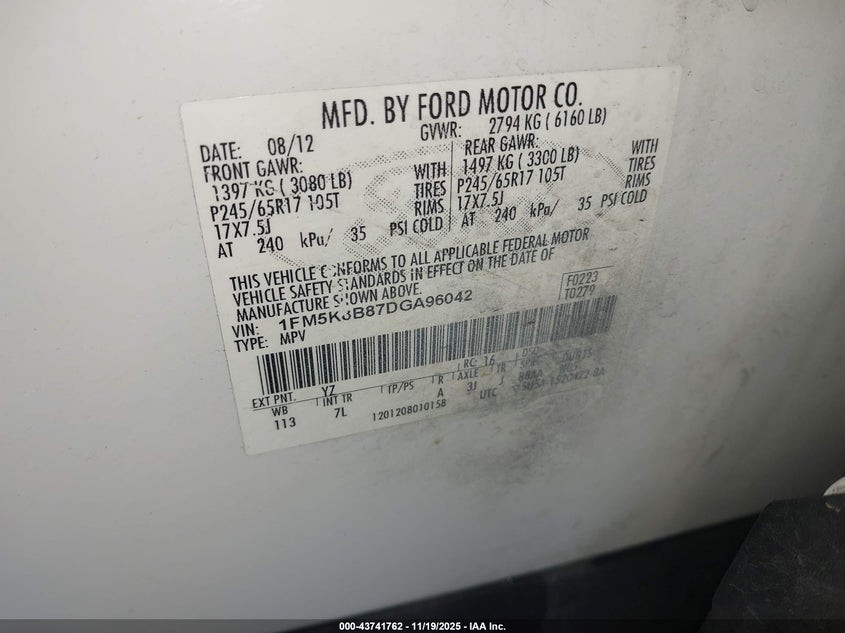 MFD. BY FORD MOTOR CO.
DATE: 08/12 GVWR: 2794 KG ( 6160 LB)
FRONT GAWR: REAR GAWR:
1397 KG ( 3080 LB) WITH 1497 KG ( 3300 LB) WITH
P245/65R17 105T TIRES P245/65R17 105T TIRES
17X7.5J RIMS 17X7.5J RIMS
AT 240 kPa/ 35 PSI COLD AT 240 kPa/ 35 PSI COLD
THIS VEHICLE CONFORMS TO ALL APPLICABLE FEDERAL MOTOR
VEHICLE SAFETY STANDARDS IN EFFECT ON THE DATE OF
MANUFACTURE SHOWN ABOVE.
F0223
T0279
VIN: 1FM5K8B87DGA96042
TYPE: MPV
EXT PNT: YZ RC: 16 DSO:
WB INT TR TP/PS R AXLE TR SPR
113 7L A 3J J BBAA
1201208010158 UTC
000-43741762 - 11/19/2025 - IAA Inc.